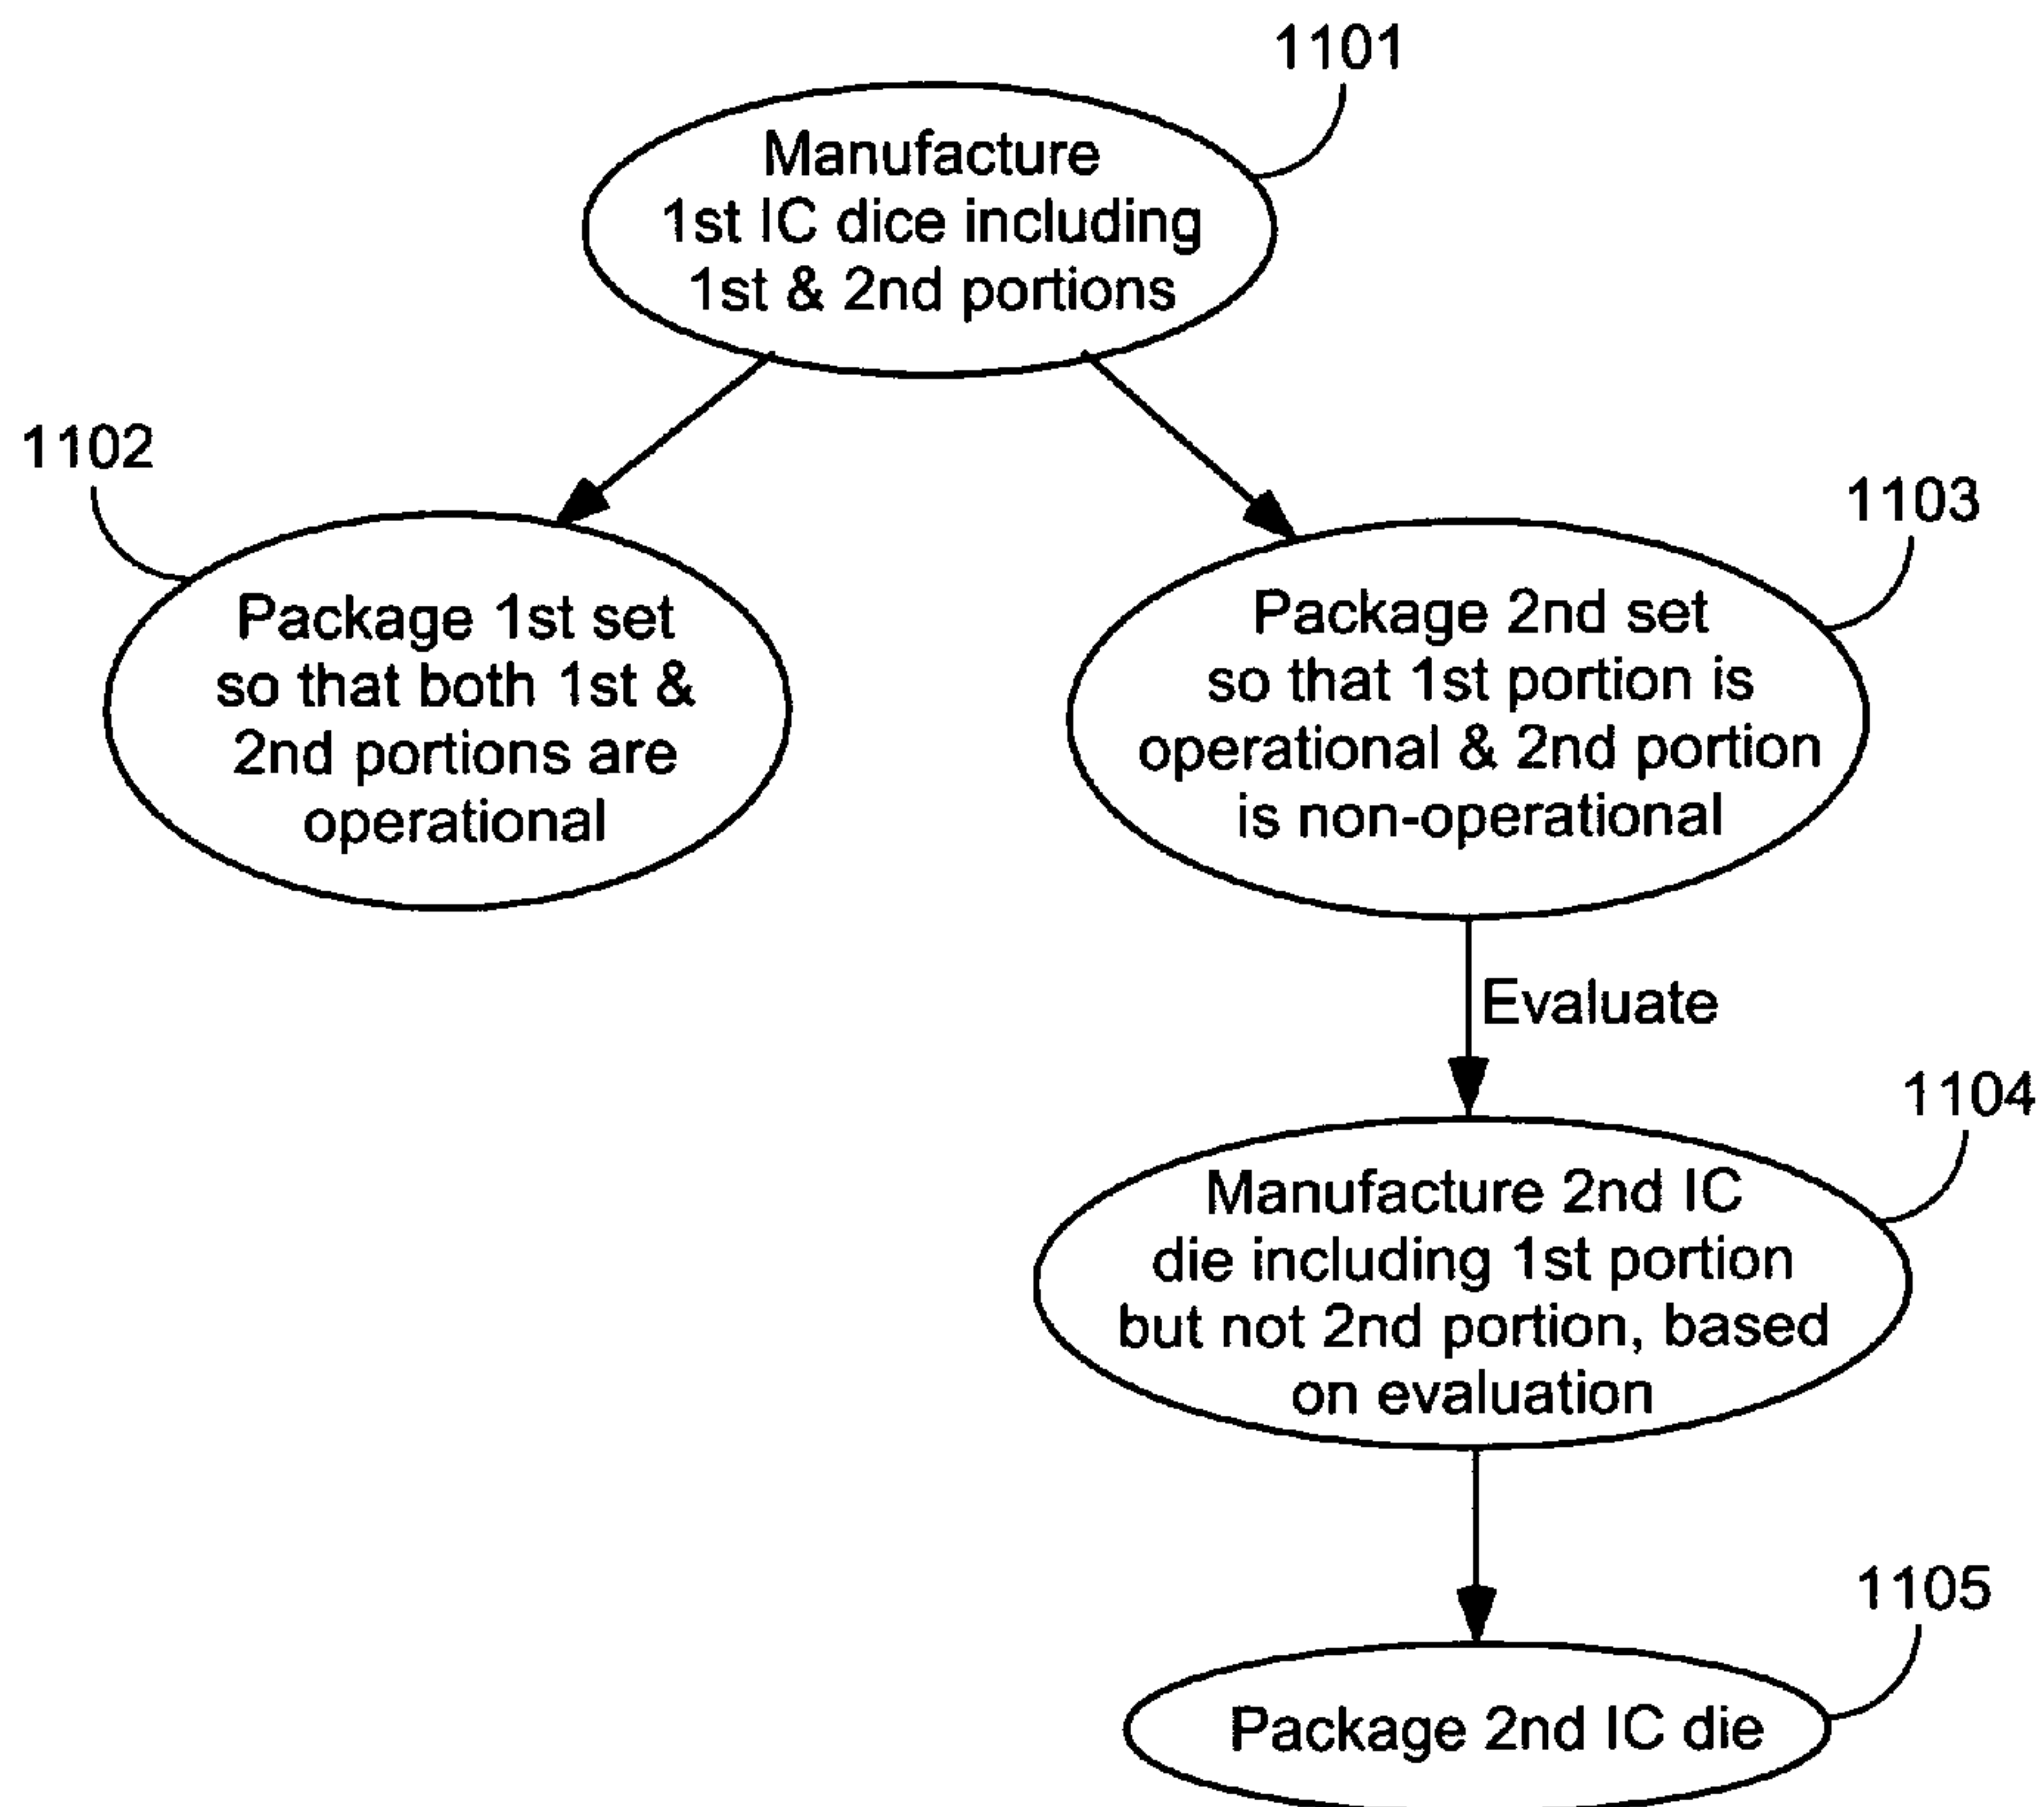 1101
Manufacture
1st IC dice including
1st & 2nd portions
1102
Package 1st set
so that both 1st &
2nd portions are
operational
1103
Package 2nd set
so that 1st portion is
operational & 2nd portion
is non-operational
Evaluate
1104
Manufacture 2nd IC
die including 1st portion
but not 2nd portion, based
on evaluation
1105
Package 2nd IC die